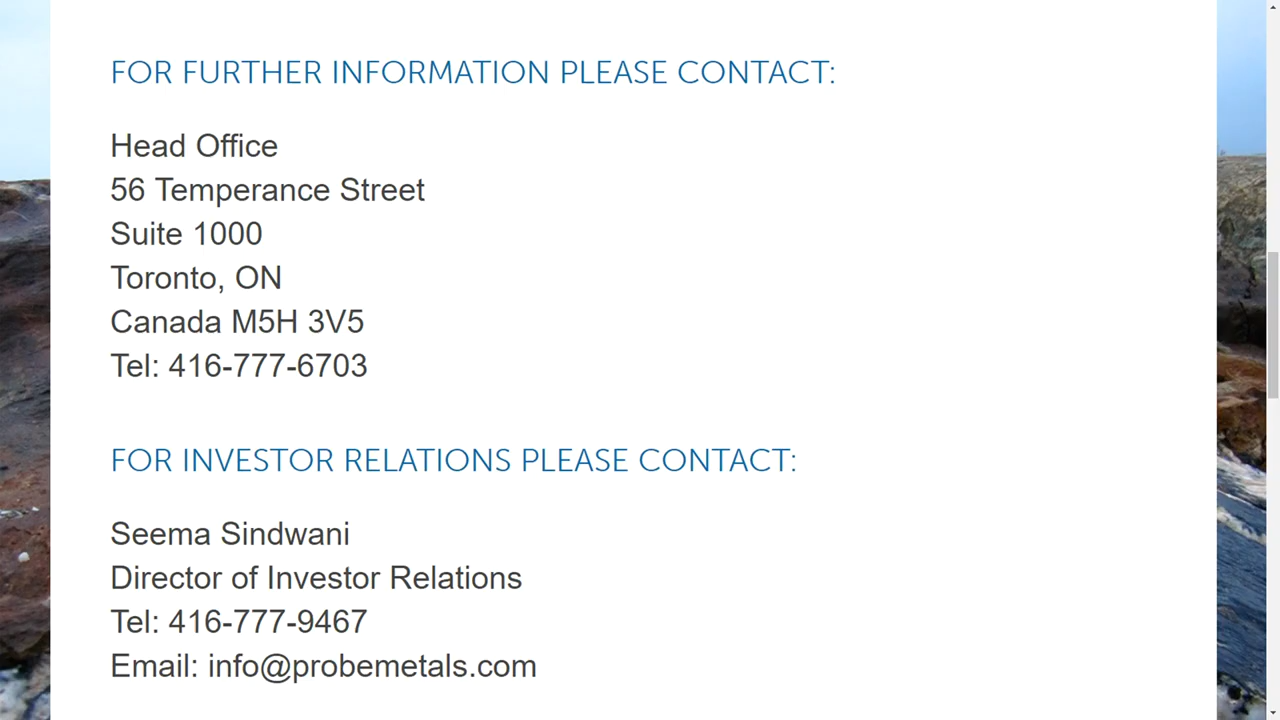 FOR FURTHER INFORMATION PLEASE CONTACT:
Head Office
56 Temperance Street
Suite 1000
Toronto, ON
Canada M5H 3V5
Tel: 416-777-6703
FOR INVESTOR RELATIONS PLEASE CONTACT:
Seema Sindwani
Director of Investor Relations
Tel: 416-777-9467
Email: info@probemetals.com